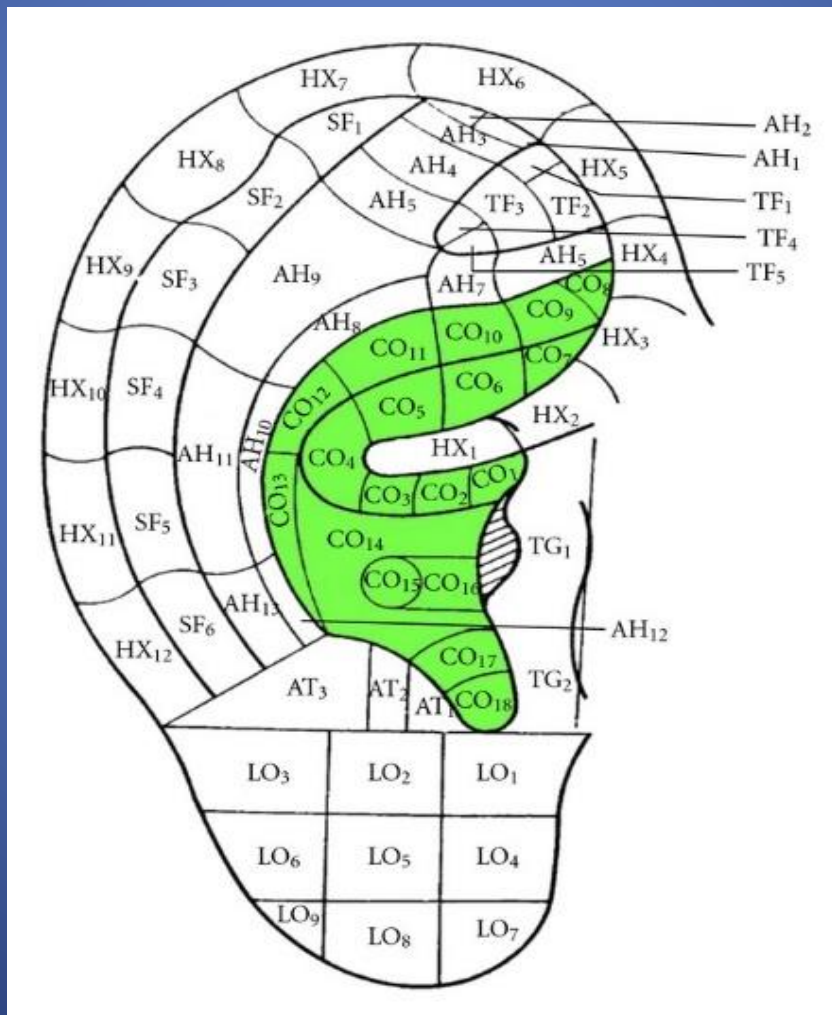 HX₇
HX₆
SF₁
AH₂
AH₃
AH₁
HX₈
AH₄
HX₅
SF₂
AH₅
TF₃
TF₂
TF₁
TF₄
AH₅
HX₄
HX₉
SF₃
AH₉
AH₇
TF₅
CO₈
CO₉
AH₈
CO₁₀
HX₃
CO₁₁
CO₇
HX₁₀
SF₄
CO₁₂
CO₆
CO₅
HX₂
AH₁₀
HX₁
AH₁₁
CO₄
CO₁
CO₁₃
CO₃
CO₂
HX₁₁
SF₅
CO₁₄
TG₁
CO₁₅
CO₁₆
AH₁₃
SF₆
AH₁₂
HX₁₂
CO₁₇
AT₃
AT₂
TG₂
AT₁
CO₁₈
LO₃
LO₂
LO₁
LO₆
LO₅
LO₄
LO₉
LO₈
LO₇